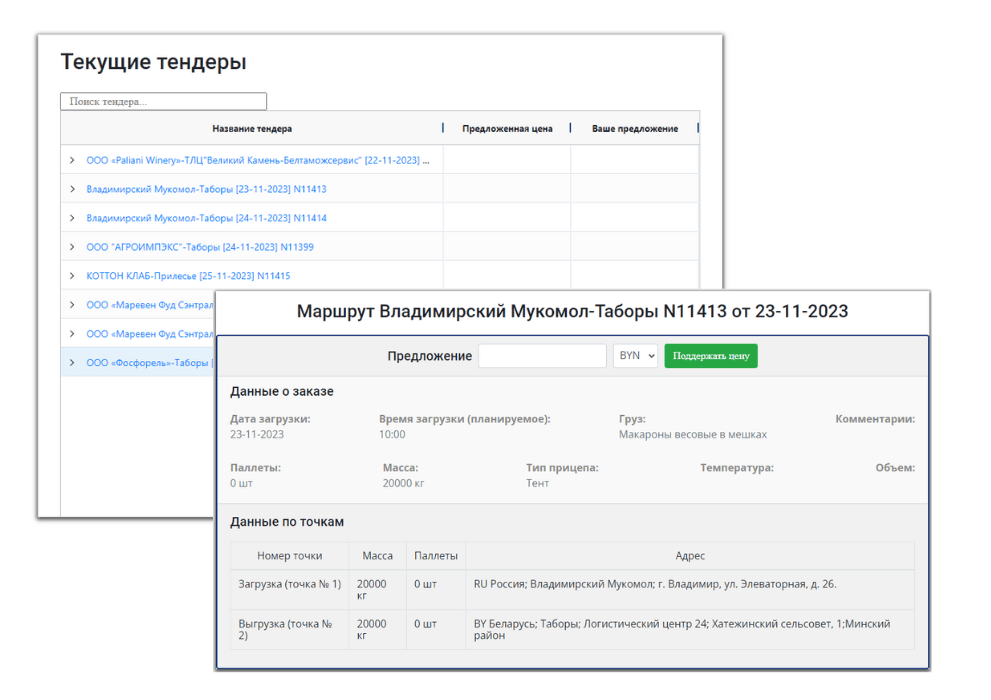 Текущие тендеры
Поиск тендера...
Название тендера Предложенная цена Ваше предложение
ООО «Paliani Winery»-ТЛЦ"Великий Камень-Белтаможсервис" [22-11-2023] ...
Владимирский Мукомол-Таборы [23-11-2023] N11413
Владимирский Мукомол-Таборы [24-11-2023] N11414
ООО "АГРОИМПЭКС"-Таборы [24-11-2023] N11399
КОТТОН КЛАБ-Прилесье [25-11-2023] N11415
ООО «Маревен Фуд Сэнтрал
ООО «Маревен Фуд Сэнтрал
ООО «Фосфорель»-Таборы [
Маршрут Владимирский Мукомол-Таборы N11413 от 23-11-2023
Предложение BYN Поддержать цену
Данные о заказе
Дата загрузки: Время загрузки (планируемое): Груз: Комментарии:
23-11-2023 10:00 Макароны весовые в мешках
Паллеты: Масса: Тип прицепа: Температура: Объем:
0 шт 20000 кг Тент
Данные по точкам
Номер точки Масса Паллеты Адрес
Загрузка (точка № 1) 20000 0 шт RU Россия; Владимирский Мукомол; г. Владимир, ул. Элеваторная, д. 26.
кг
Выгрузка (точка № 20000 0 шт BY Беларусь; Таборы; Логистический центр 24; Хатежинский сельсовет, 1;Минский
2) кг район